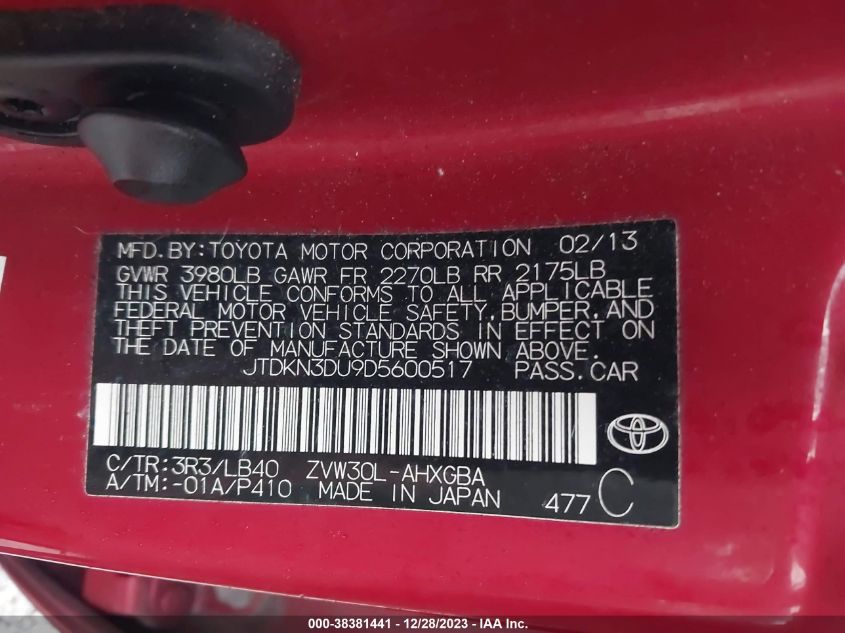 MFD.BY:TOYOTA MOTOR CORPORATION 02/13
GVWR 3980LB GAWR FR 2270LB RR 2175LB
THIS VEHICLE CONFORMS TO ALL APPLICABLE
FEDERAL MOTOR VEHICLE SAFETY,BUMPER,AND
THEFT PREVENTION STANDARDS IN EFFECT ON
THE DATE OF MANUFACTURE SHOWN ABOVE.
JTDKN3DU9D5600517 PASS.CAR
C/TR:3R3/LB40 ZVW30L-AHXGBA
A/TM:-01A/P410 MADE IN JAPAN 477 C
000-38381441 - 12/28/2023 - IAA Inc.